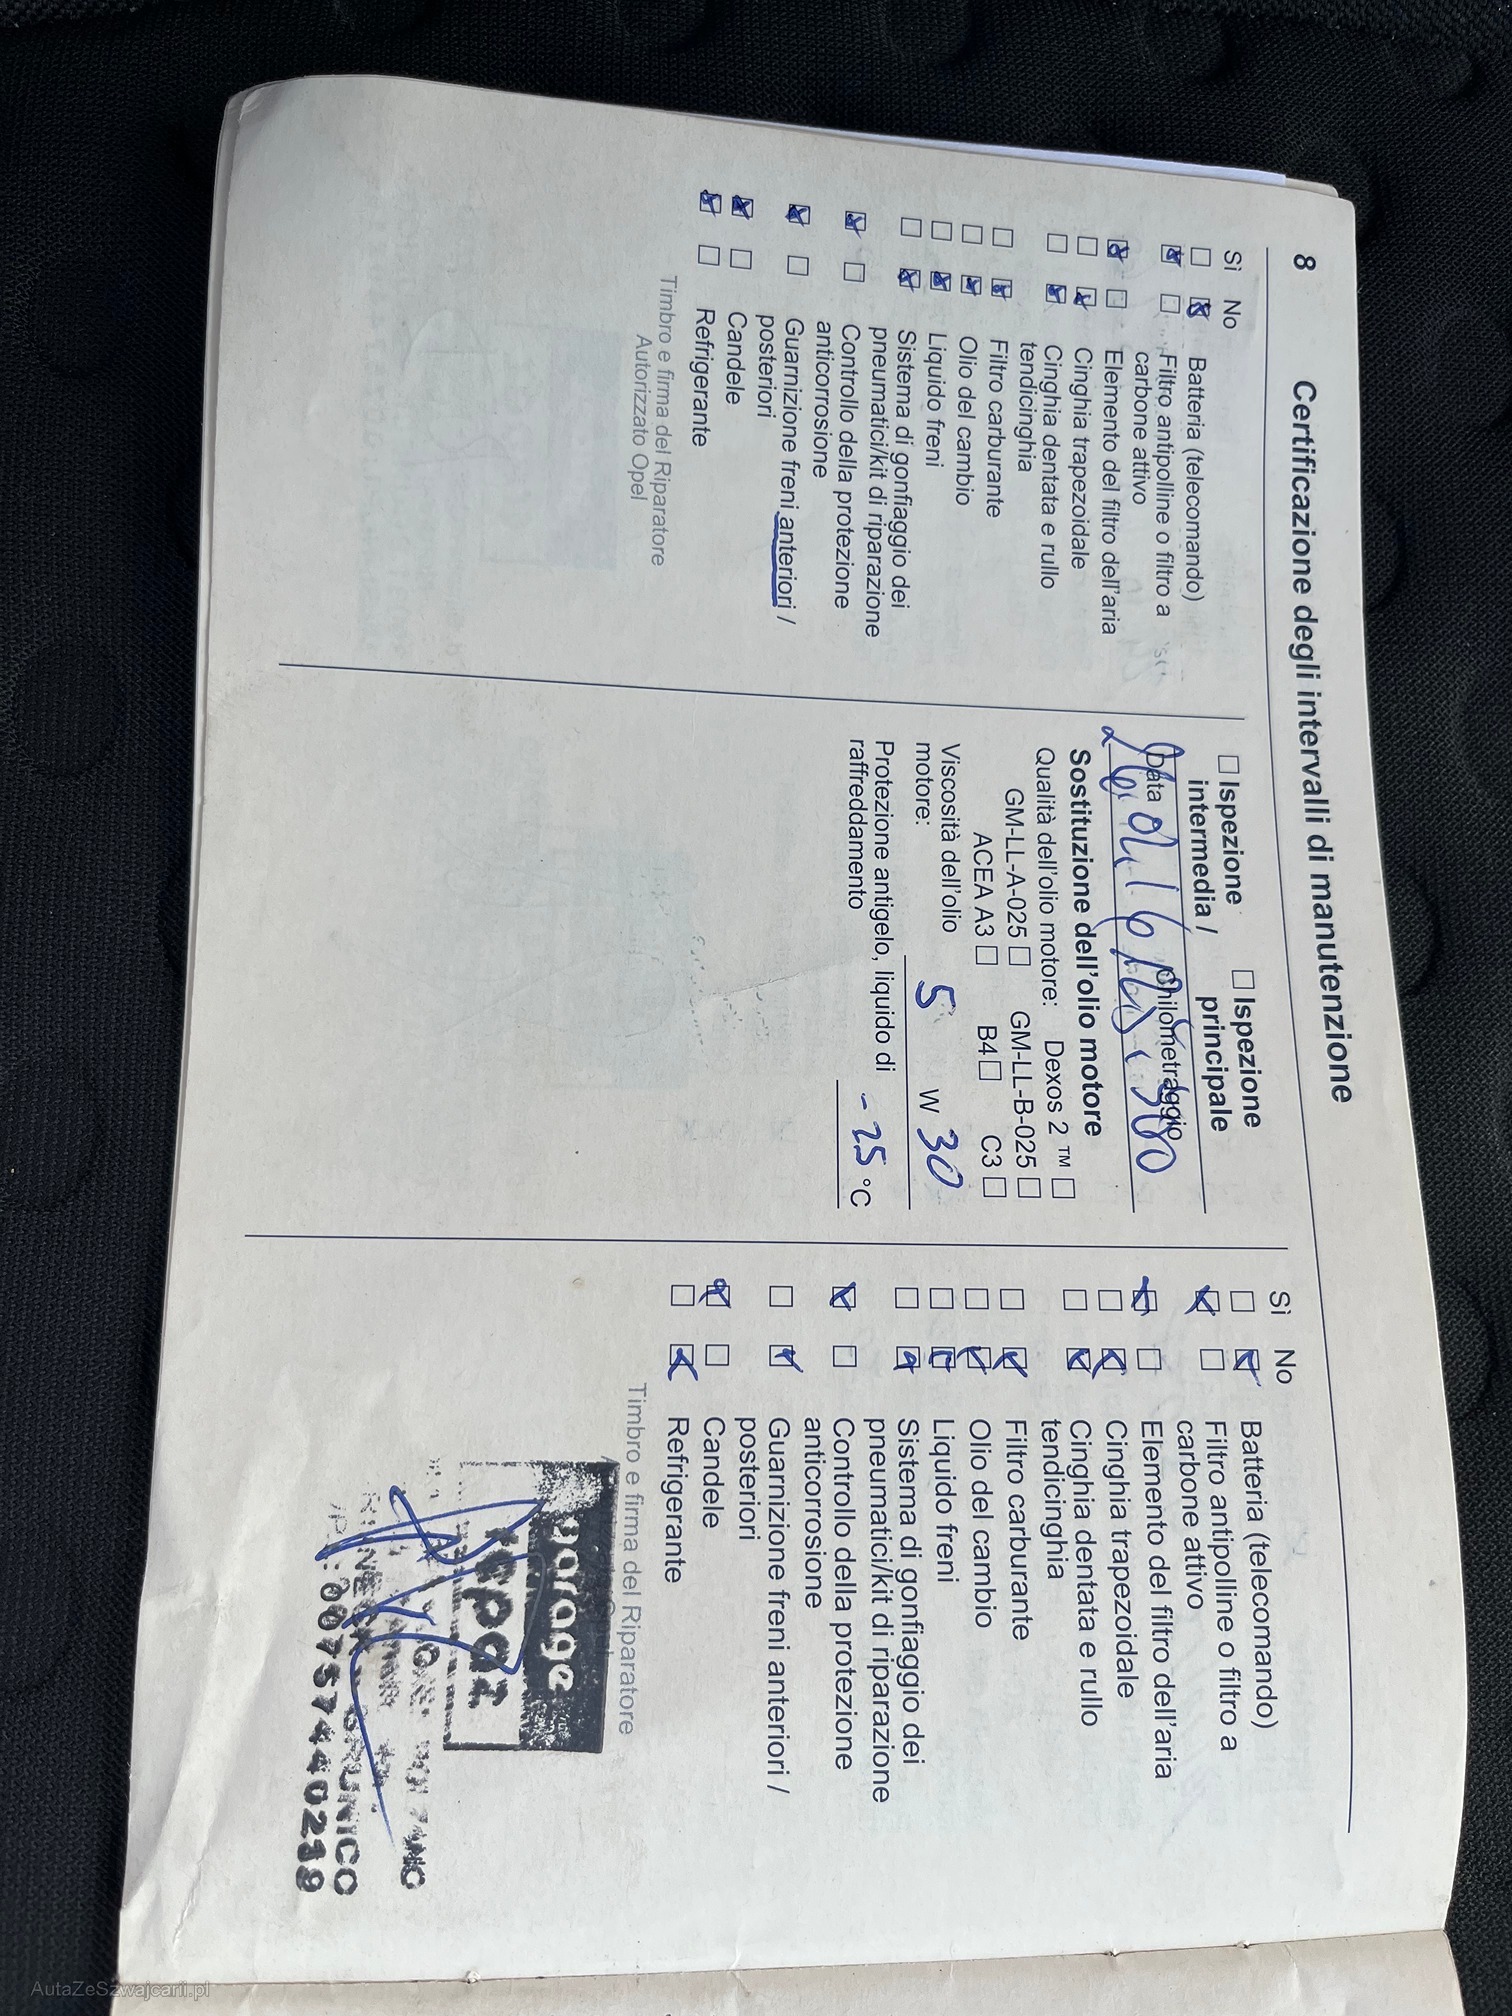 8 Certificazione degli intervalli di manutenzione
Sì No
Batteria (telecomando)
Filtro antipolline o filtro a
carbone attivo
Elemento del filtro dell'aria
Cinghia trapezoidale
Cinghia dentata e rullo
tendicinghia
Filtro carburante
Olio del cambio
Liquido freni
Sistema di gonfiaggio dei
pneumatici/kit di riparazione
Controllo della protezione
anticorrosione
Guarnizione freni anteriori /
posteriori
Candele
Refrigerante
Timbro e firma del Riparatore
Autorizzato Opel
Ispezione
intermedia /
Ispezione
principale
Data Chilometraggio
Sostituzione dell'olio motore
Qualità dell'olio motore: Dexos 2 ™
GM-LL-A-025 GM-LL-B-025
ACEA A3 B4 C3
Viscosità dell'olio
motore: 5 W 30
Protezione antigelo, liquido di
raffreddamento -25 °C
Sì No
Batteria (telecomando)
Filtro antipolline o filtro a
carbone attivo
Elemento del filtro dell'aria
Cinghia trapezoidale
Cinghia dentata e rullo
tendicinghia
Filtro carburante
Olio del cambio
Liquido freni
Sistema di gonfiaggio dei
pneumatici/kit di riparazione
Controllo della protezione
anticorrosione
Guarnizione freni anteriori /
posteriori
Candele
Refrigerante
Timbro e firma del Riparatore
garage
00757440219
AutaZeSzwajcarii.pl